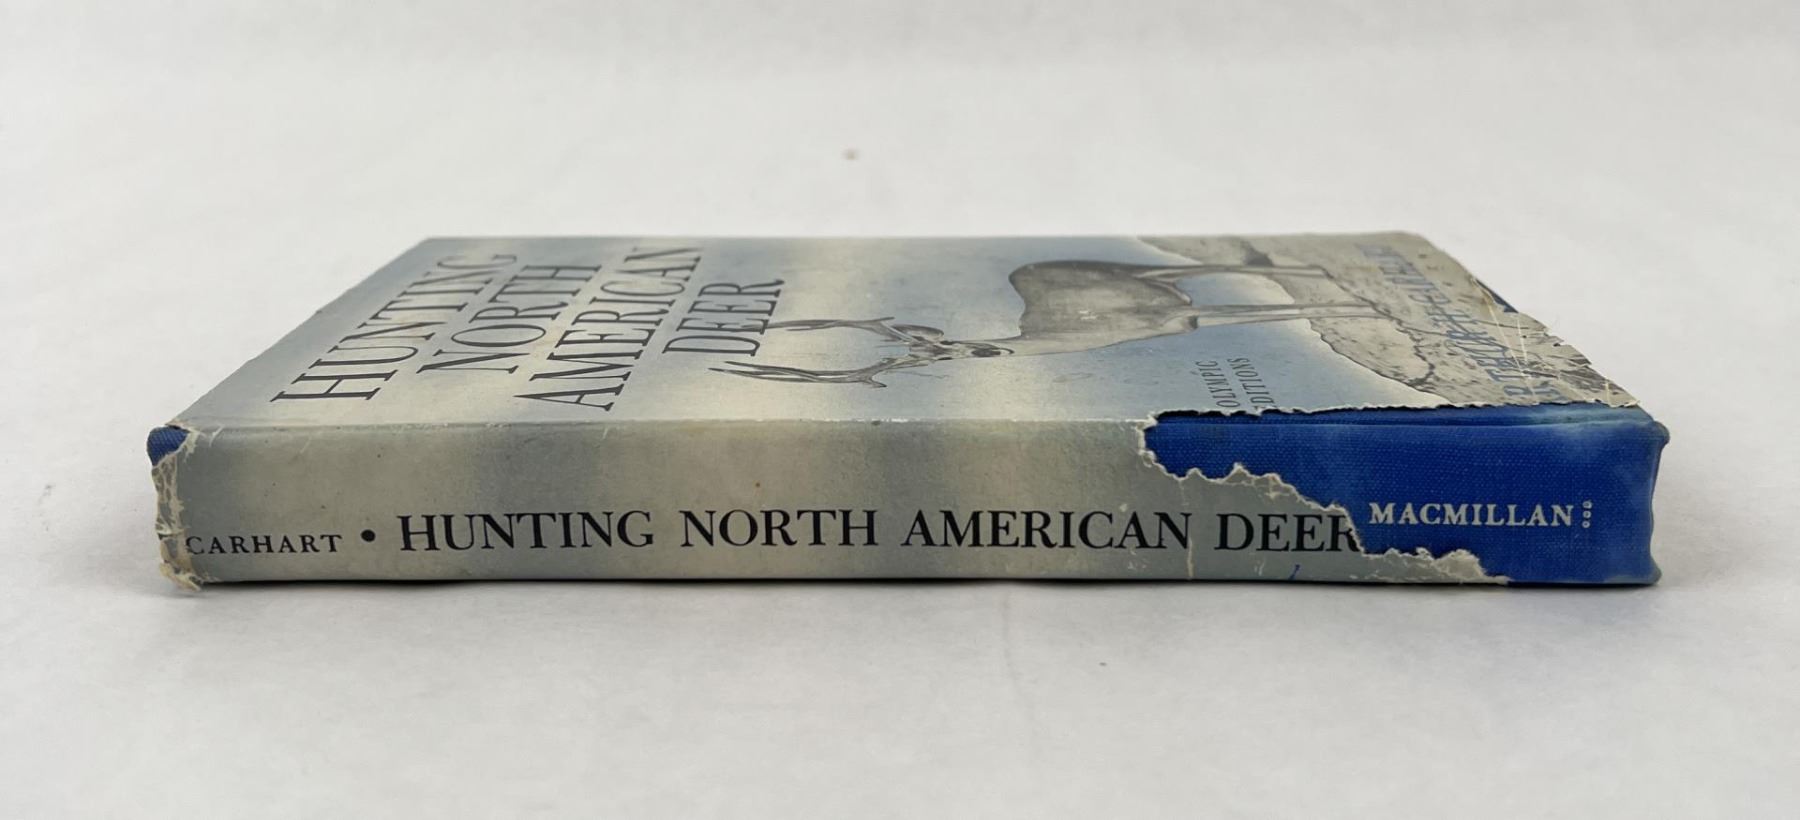 HUNTING
NORTH
AMERICAN
DEER
OLYMPIC
DITIONS
CARHART • HUNTING NORTH AMERICAN DEER
MACMILLAN